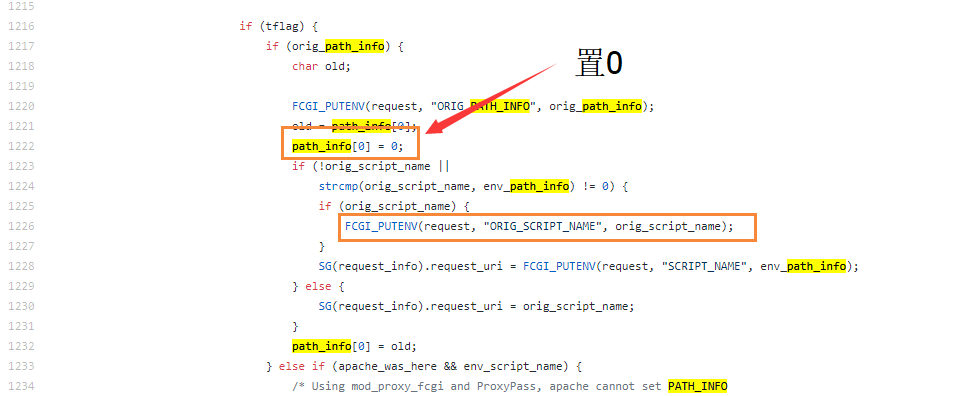 1215
1216 if (tflag) {
1217 if (orig_path_info) {
1218 char old;
置0
1219
1220 FCGI_PUTENV(request, "ORIG_PATH_INFO", orig_path_info);
1221 old = path_info[0];
1222 path_info[0] = 0;
1223 if (!orig_script_name ||
1224 strcmp(orig_script_name, env_path_info) != 0) {
1225 if (orig_script_name) {
1226 FCGI_PUTENV(request, "ORIG_SCRIPT_NAME", orig_script_name);
1227 }
1228 SG(request_info).request_uri = FCGI_PUTENV(request, "SCRIPT_NAME", env_path_info);
1229 } else {
1230 SG(request_info).request_uri = orig_script_name;
1231 }
1232 path_info[0] = old;
1233 } else if (apache_was_here && env_script_name) {
1234 /* Using mod_proxy_fcgi and ProxyPass, apache cannot set PATH_INFO